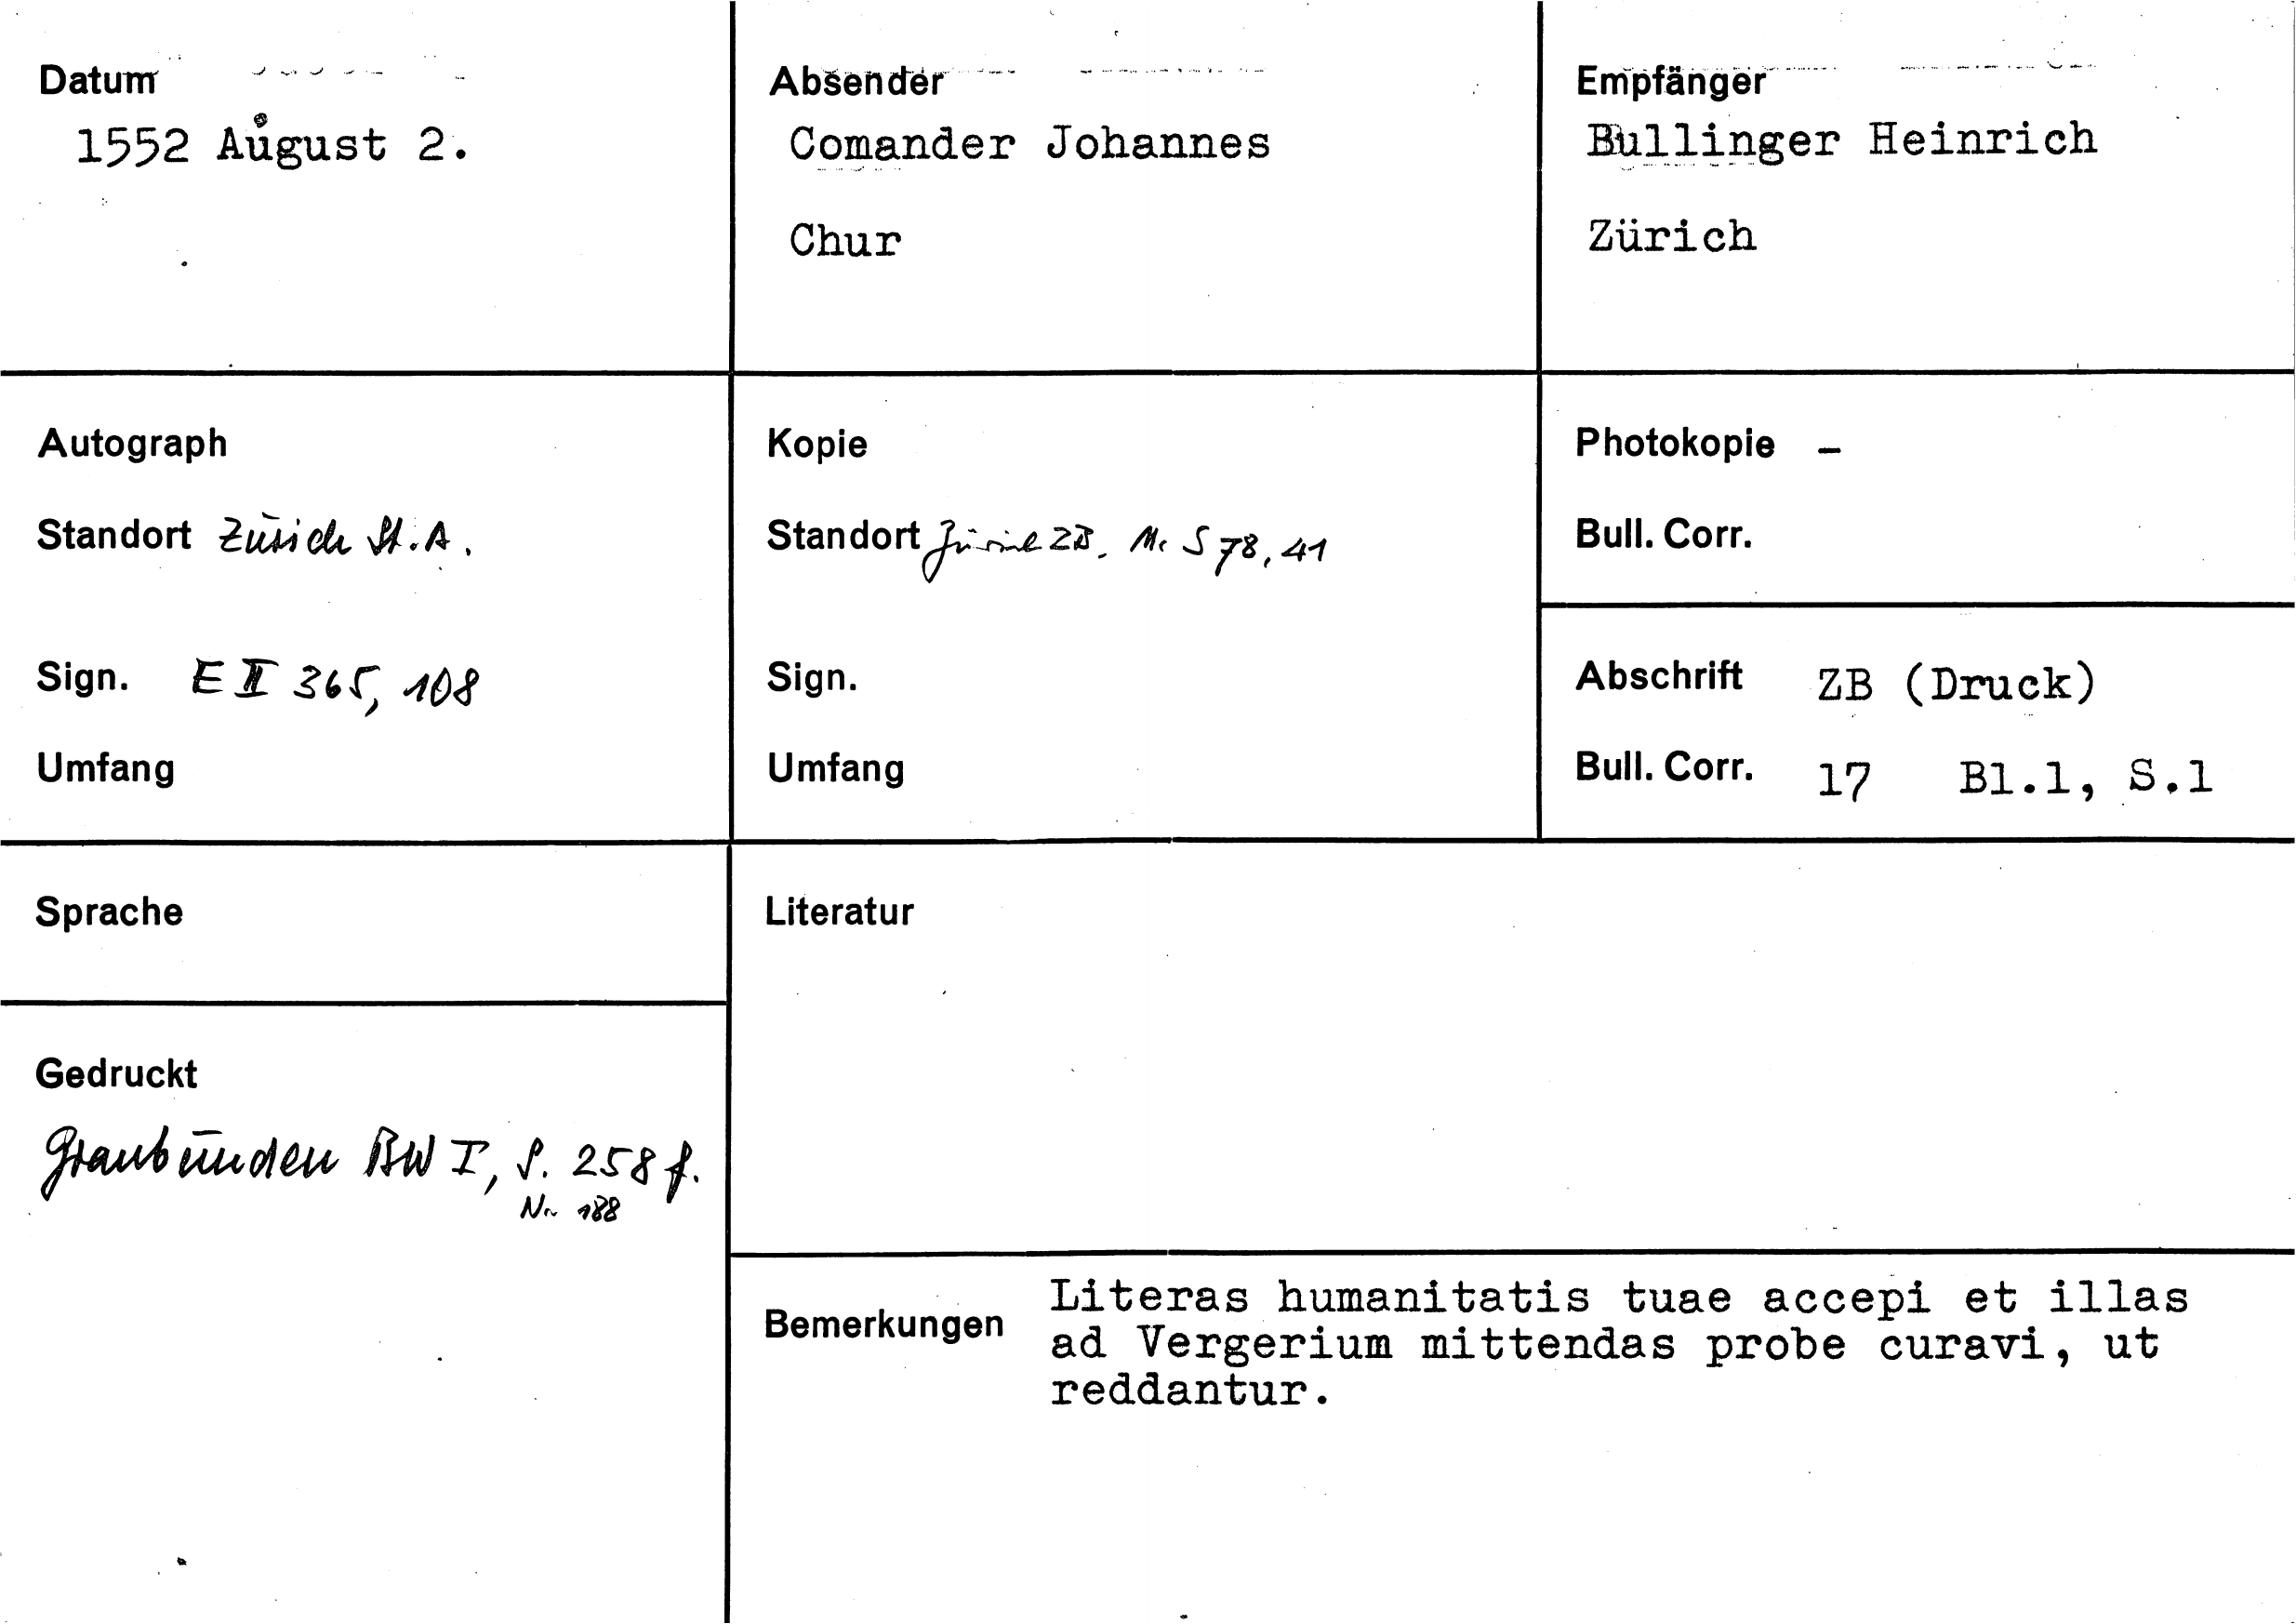 Datum
1552 August 2.
Absender
Comander Johannes
Chur
Empfänger
Bullinger Heinrich
Zürich
Autograph
Standort Zürich St.A.
Sign. E II 365, 108
Umfang
Kopie
Standort Zürich ZB. Ms S 78, 41
Sign.
Umfang
Photokopie -
Bull. Corr.
Abschrift ZB (Druck)
Bull. Corr. 17 Bl.1, S.1
Sprache
Gedruckt
Graubünden BW I, S. 258 f.
Nr. 188
Literatur
Bemerkungen
Literas humanitatis tuae accepi et illas
ad Vergerium mittendas probe curavi, ut
reddantur.